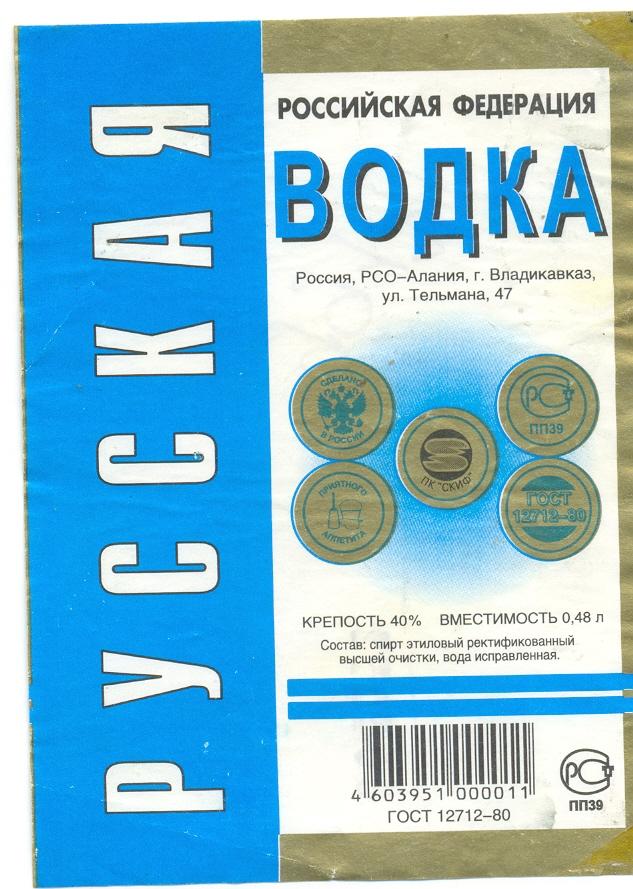 РУССКАЯ
РОССИЙСКАЯ ФЕДЕРАЦИЯ
ВОДКА
Россия, РСО–Алания, г. Владикавказ,
ул. Тельмана, 47
СДЕЛАНО
В РОССИИ
РСТ
ПП39
ПК "СКИФ"
ПРИЯТНОГО
АППЕТИТА
ГОСТ
12712–80
КРЕПОСТЬ 40% ВМЕСТИМОСТЬ 0,48 л
Состав: спирт этиловый ректификованный
высшей очистки, вода исправленная.
4 603951 000011
ГОСТ 12712–80
РСТ
ПП39